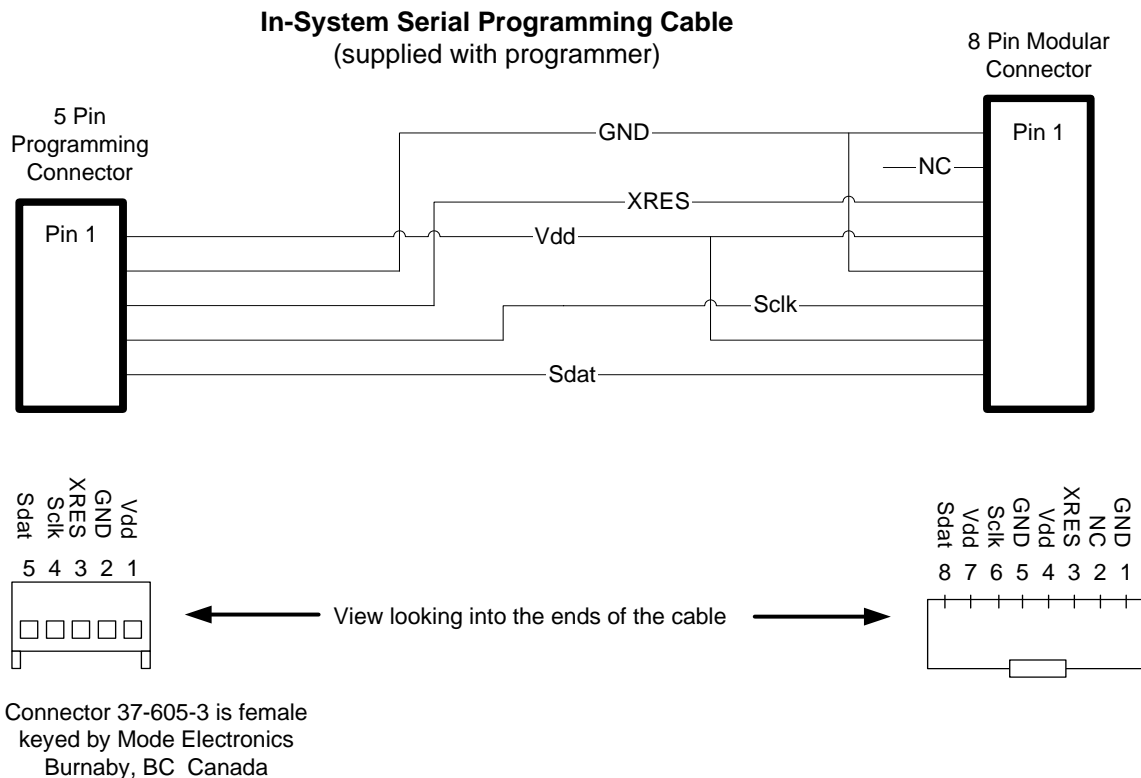 In-System Serial Programming Cable
(supplied with programmer)
8 Pin Modular
Connector
5 Pin
Programming
Connector
Pin 1
Pin 1
GND
NC
XRES
Vdd
Sclk
Sdat
Sdat
Sclk
XRES
GND
Vdd
5 4 3 2 1
View looking into the ends of the cable
Sdat
Vdd
Sclk
GND
Vdd
XRES
NC
GND
8 7 6 5 4 3 2 1
Connector 37-605-3 is female
keyed by Mode Electronics
Burnaby, BC Canada